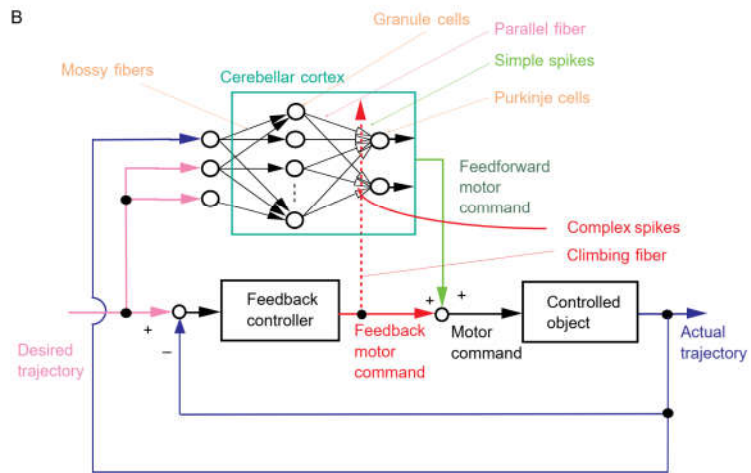 B
Granule cells
Parallel fiber
Mossy fibers
Simple spikes
Cerebellar cortex
Purkinje cells
Feedforward
motor
command
Complex spikes
Climbing fiber
Feedback
controller
Controlled
object
+
−
+
+
Desired
trajectory
Feedback
motor
command
Motor
command
Actual
trajectory